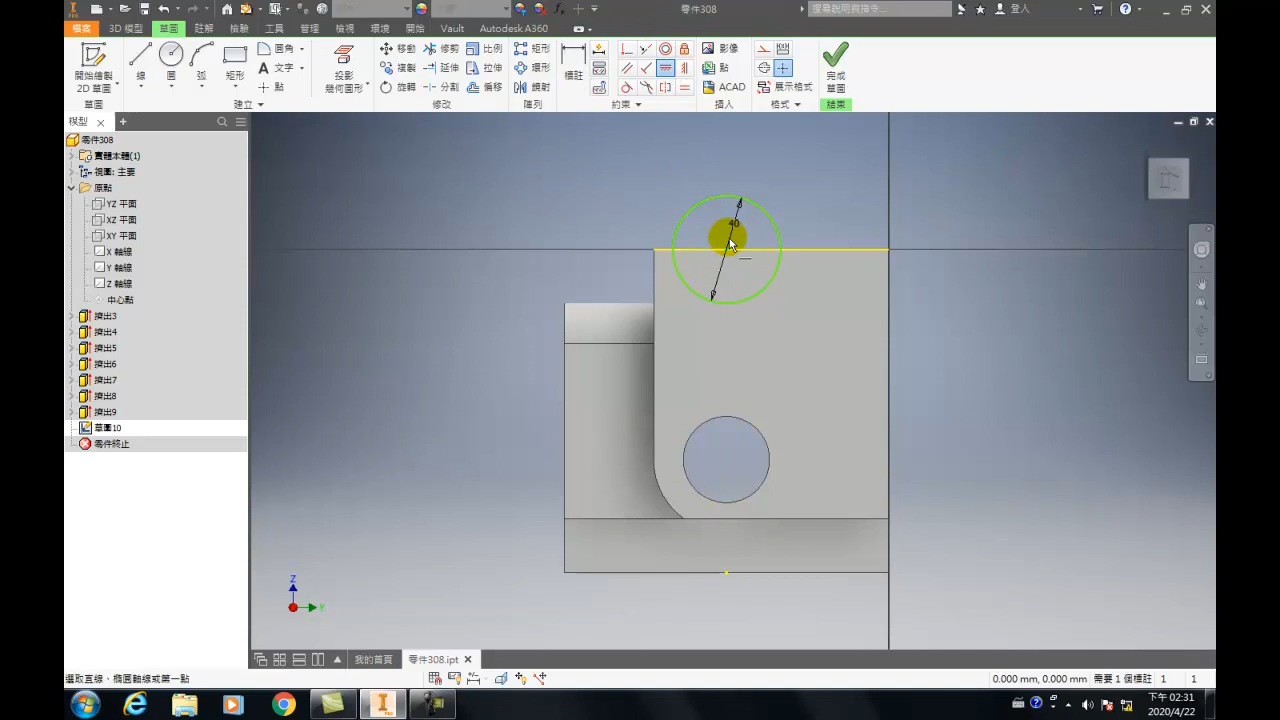 零件308
搜尋說明與指令...
登入
檔案 3D 模型 草圖 註解 檢驗 工具 管理 檢視 環境 開始 Vault Autodesk A360
移動 修剪 比例 矩形
開始繪製
2D 草圖
線 圓 弧 矩形
圓角
文字
點
投影
幾何圖形
複製 延伸 拉伸 環形
旋轉 分割 偏移 鏡射
標註
影像
點
ACAD
展示格式
完成
草圖
草圖 建立 修改 陣列 約束 插入 格式 結束
模型
零件308
實體本體(1)
視圖: 主要
原點
YZ 平面
XZ 平面
XY 平面
X 軸線
Y 軸線
Z 軸線
中心點
擠出3
擠出4
擠出5
擠出6
擠出7
擠出8
擠出9
草圖10
零件終止
40
Z
Y
我的首頁 零件308.ipt
選取直線、橢圓軸線或第一點
0.000 mm, 0.000 mm 需要 1 個標註 1 1
下午 02:31
2020/4/22